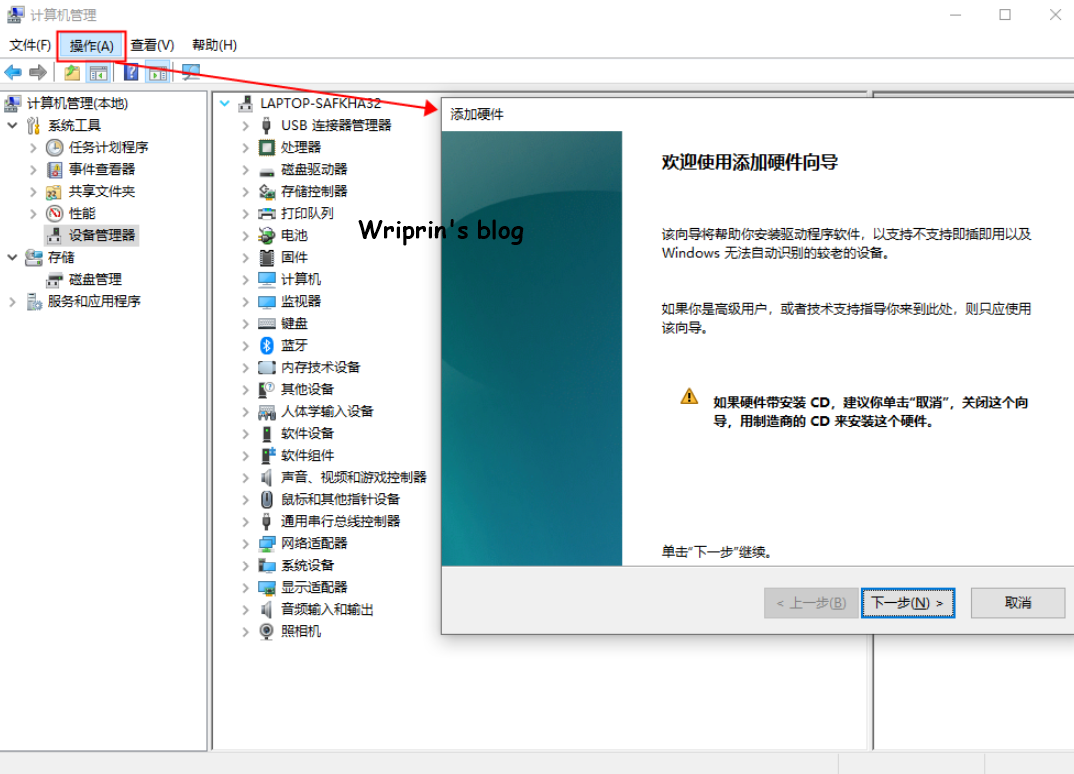 计算机管理
文件(F) 操作(A) 查看(V) 帮助(H)
计算机管理(本地)
系统工具
任务计划程序
事件查看器
共享文件夹
性能
设备管理器
存储
磁盘管理
服务和应用程序
LAPTOP-SAFKHA32
USB 连接器管理器
处理器
磁盘驱动器
存储控制器
打印队列
电池
固件
计算机
监视器
键盘
蓝牙
内存技术设备
其他设备
人体学输入设备
软件设备
软件组件
声音、视频和游戏控制器
鼠标和其他指针设备
通用串行总线控制器
网络适配器
系统设备
显示适配器
音频输入和输出
照相机
Wriprin's blog
添加硬件
欢迎使用添加硬件向导
该向导将帮助你安装驱动程序软件，以支持不支持即插即用以及
Windows 无法自动识别的较老的设备。
如果你是高级用户，或者技术支持指导你来到此处，则只应使用
该向导。
如果硬件带安装 CD，建议你单击“取消”，关闭这个向
导，用制造商的 CD 来安装这个硬件。
单击“下一步”继续。
< 上一步(B) 下一步(N) > 取消